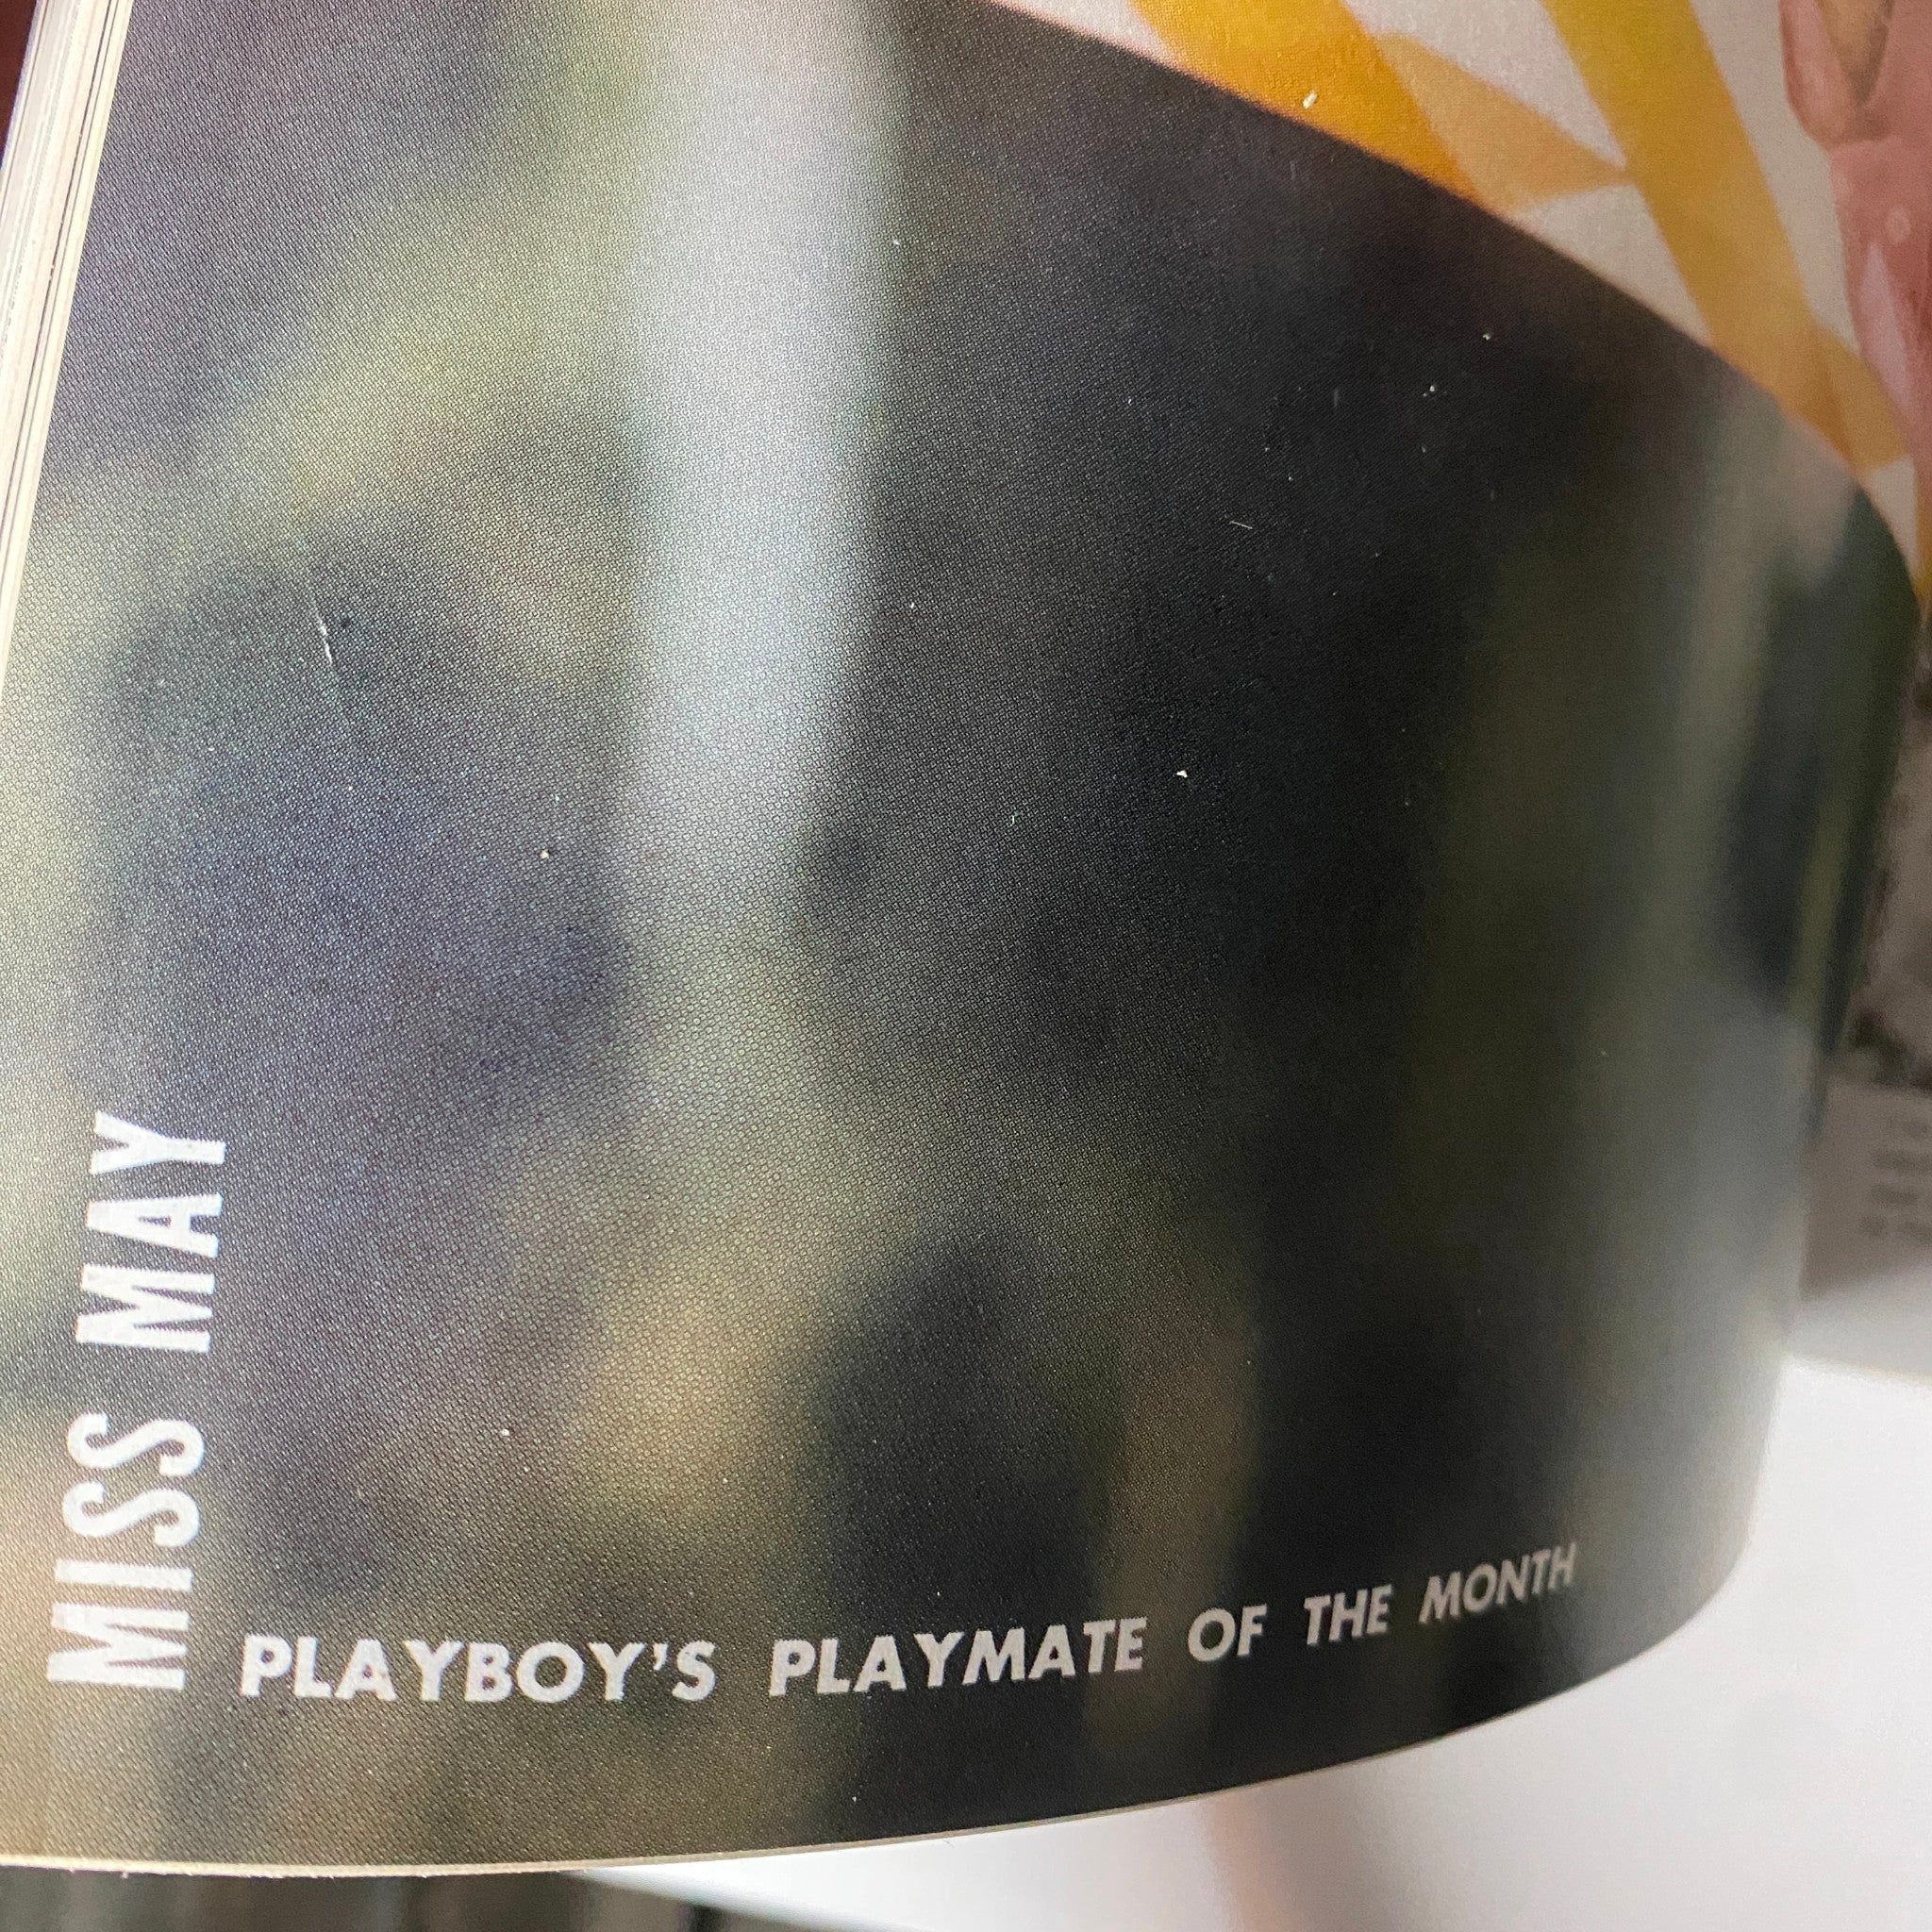 MISS MAY
PLAYBOY'S PLAYMATE OF THE MONTH